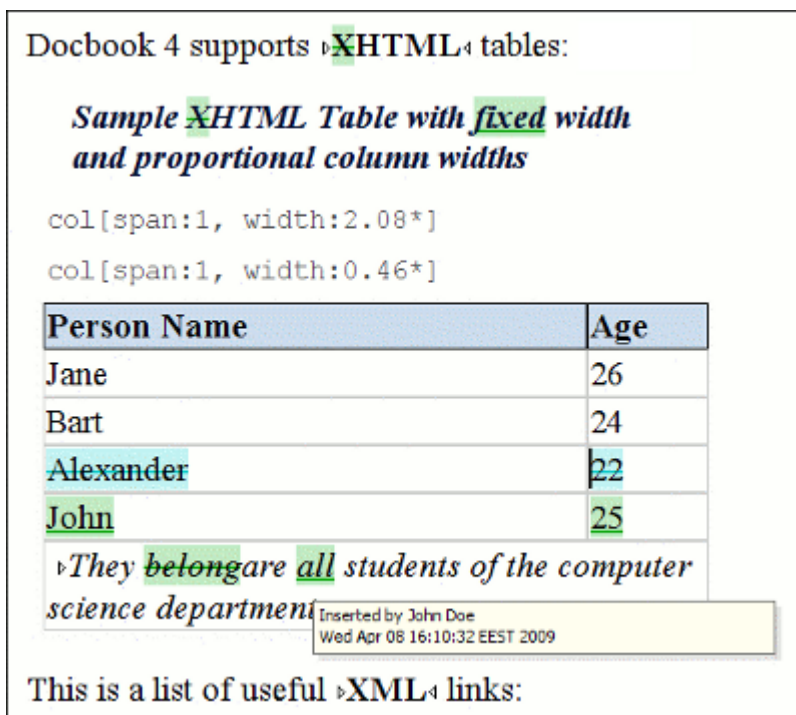 Docbook 4 supports ▹XHTML◃ tables:
Sample XHTML Table with fixed width
and proportional column widths
col[span:1, width:2.08*]
col[span:1, width:0.46*]
Person Name Age
Jane 26
Bart 24
Alexander 22
John 25
▹They belongare all students of the computer
science department
Inserted by John Doe
Wed Apr 08 16:10:32 EEST 2009
This is a list of useful ▹XML◃ links: